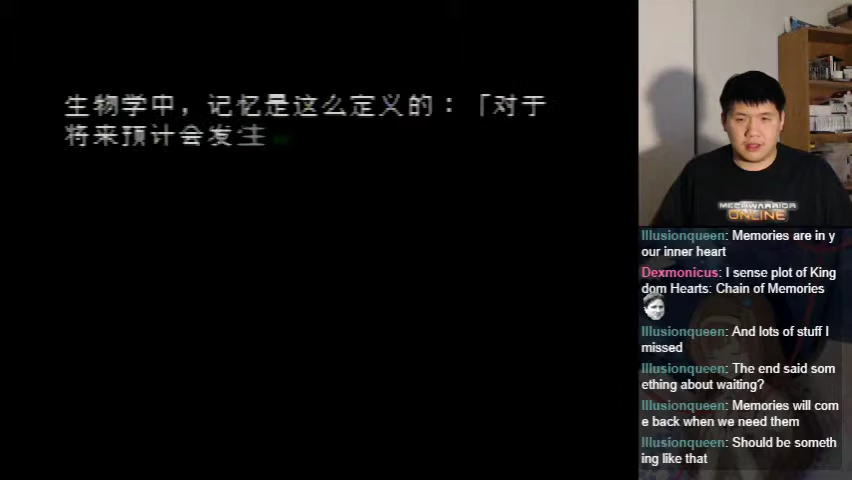 生物学中，记忆是这么定义的：「对于
将来预计会发生
MECHWARRIOR
ONLINE
Illusionqueen: Memories are in y
our inner heart
Dexmonicus: I sense plot of King
dom Hearts: Chain of Memories
Illusionqueen: And lots of stuff I
missed
Illusionqueen: The end said som
ething about waiting?
Illusionqueen: Memories will com
e back when we need them
Illusionqueen: Should be someth
ing like that